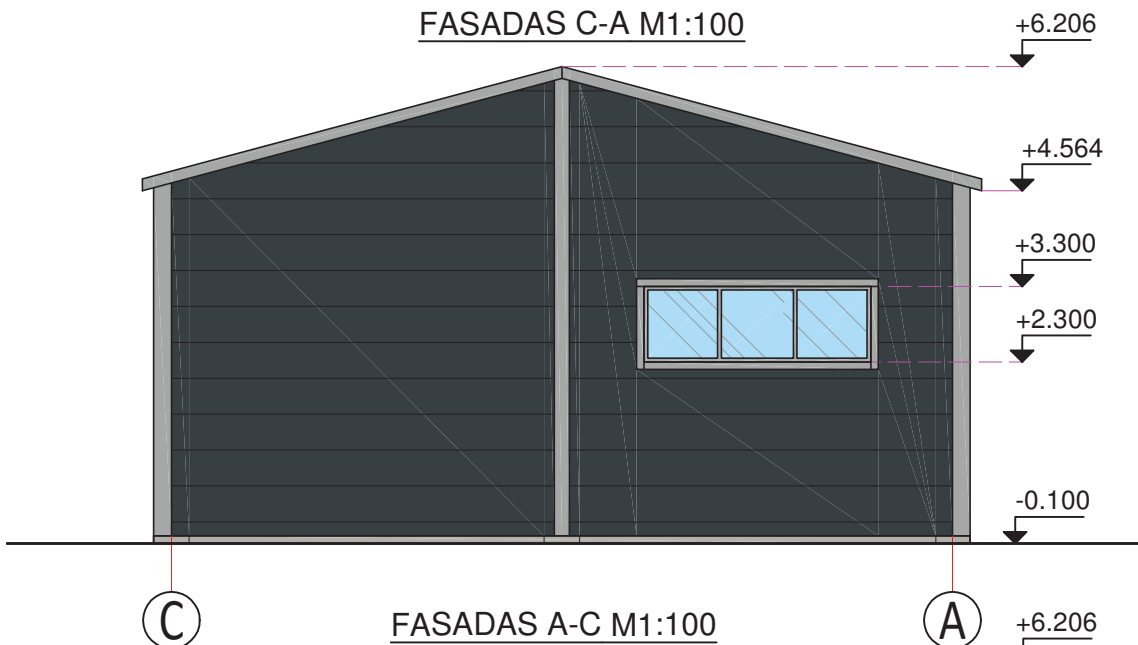 FASADAS C-A M1:100
+6.206
+4.564
+3.300
+2.300
-0.100
C
A
FASADAS A-C M1:100
+6.206